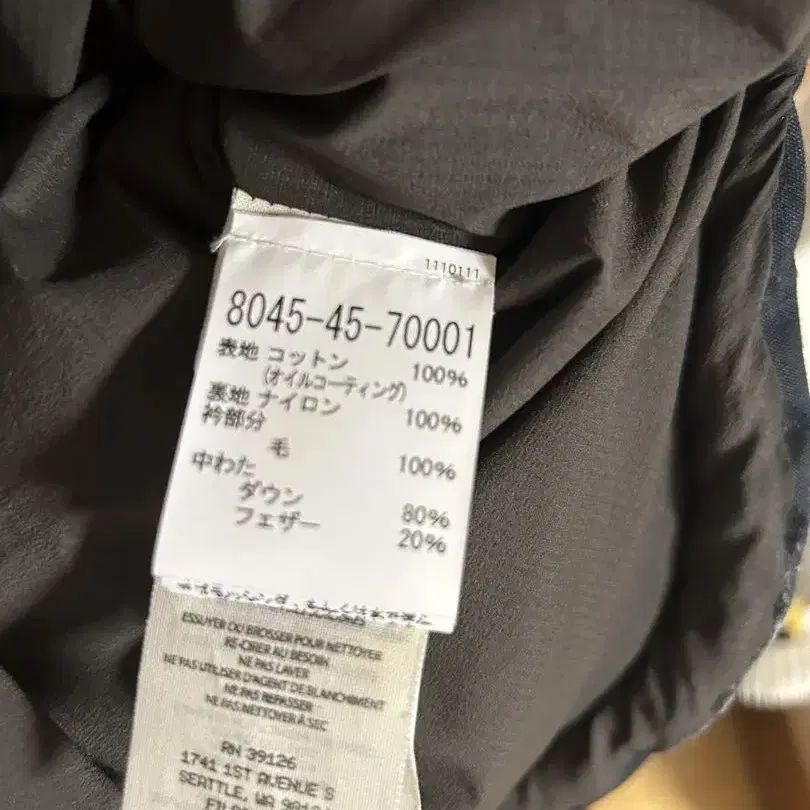 1110111
8045-45-70001
表地 コットン 100%
(オイルコーティング)
裏地 ナイロン 100%
衿部分
毛 100%
中わた
ダウン 80%
フェザー 20%
ESSUYER OU BROSSER POUR NETTOYER
RE-CIRER AU BESOIN
NE PAS LAVER
NE PAS UTILISER D'AGENT DE BLANCHIMENT
NE PAS REPASSER
NE PAS NETTOYER À SEC
RN 39126
1741 1ST AVENUE S
SEATTLE, WA